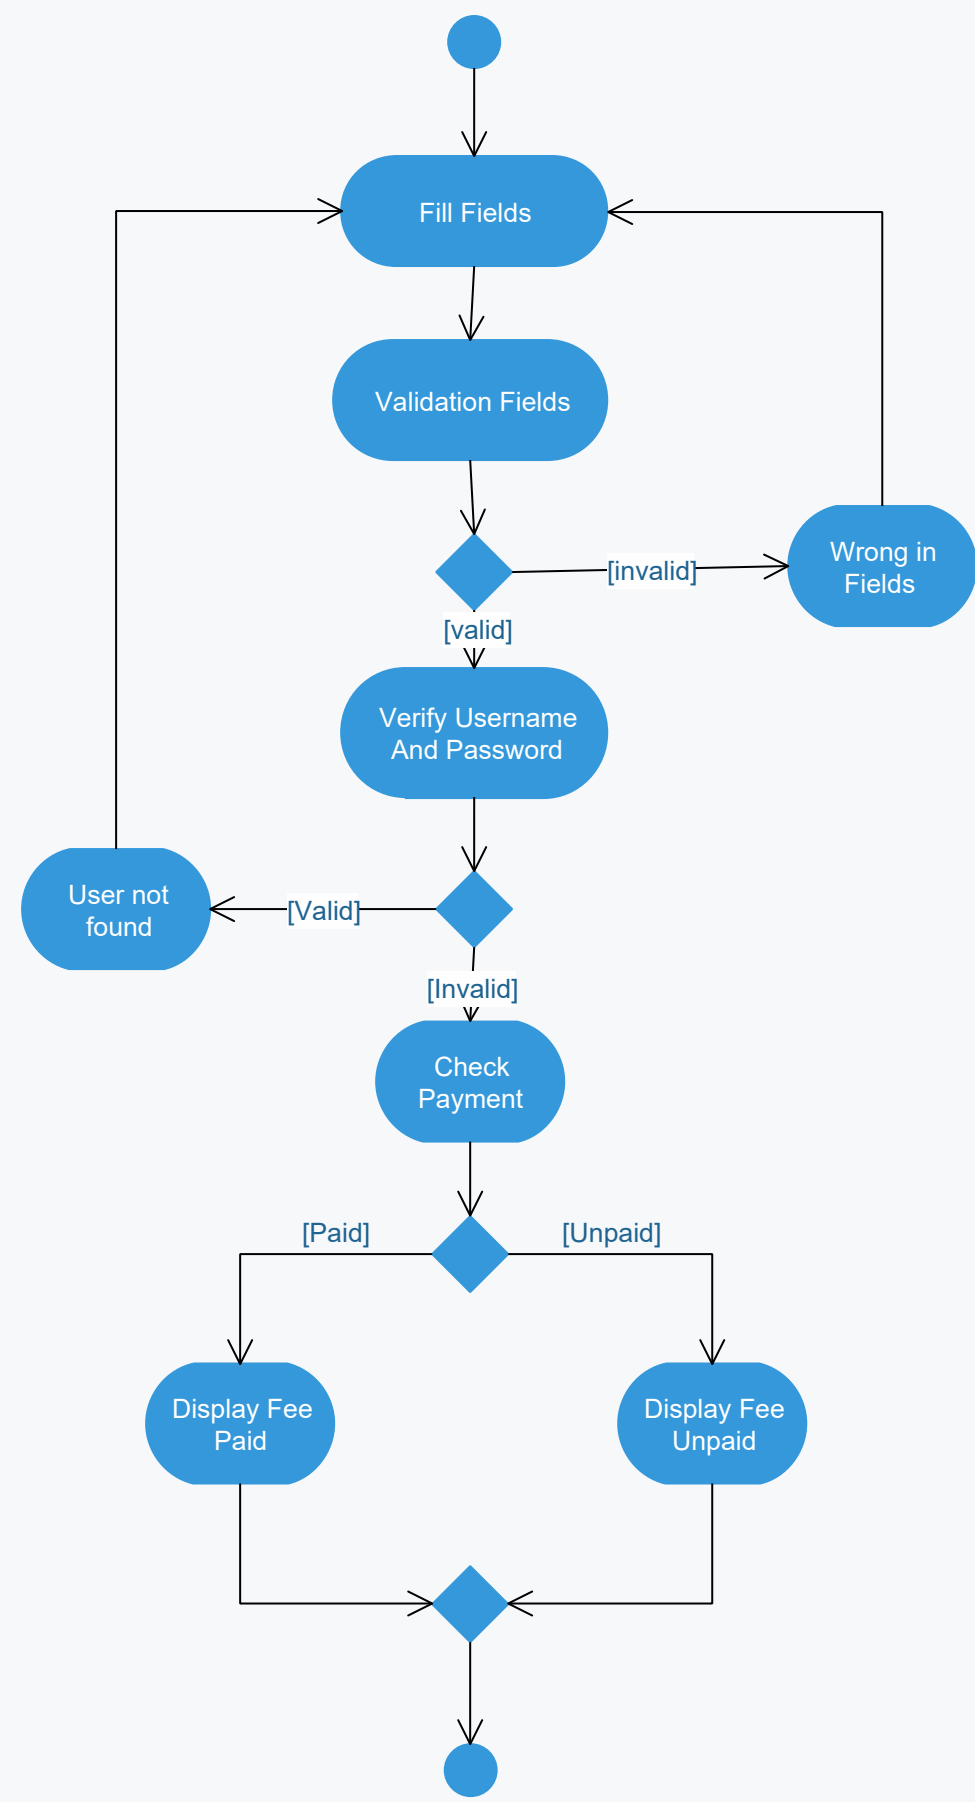 Fill Fields
Validation Fields
[invalid]
Wrong in
Fields
[valid]
Verify Username
And Password
User not
found
[Valid]
[Invalid]
Check
Payment
[Paid]
[Unpaid]
Display Fee
Paid
Display Fee
Unpaid